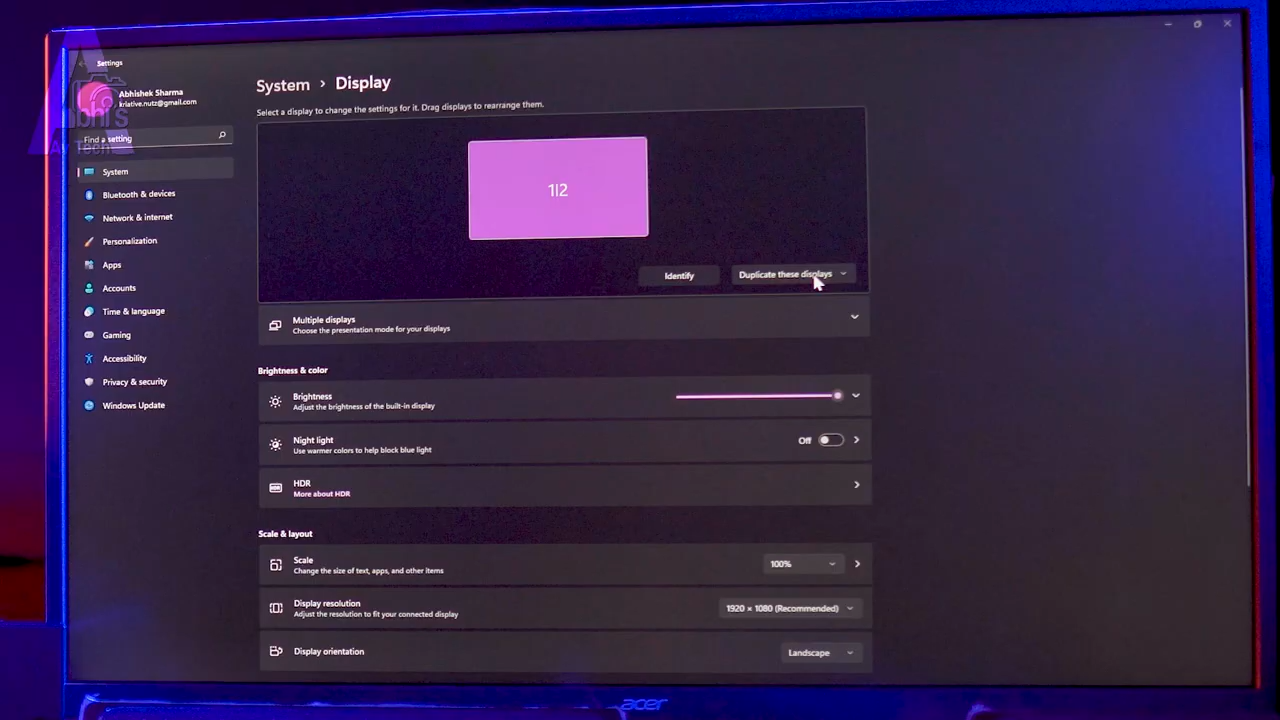 Settings
Abhishek Sharma
kriative.nutz@gmail.com
Abhi's
Tech
Find a setting
System
Bluetooth & devices
Network & internet
Personalization
Apps
Accounts
Time & language
Gaming
Accessibility
Privacy & security
Windows Update
System > Display
Select a display to change the settings for it. Drag displays to rearrange them.
1|2
Identify
Duplicate these displays
Multiple displays
Choose the presentation mode for your displays
Brightness & color
Brightness
Adjust the brightness of the built-in display
Night light
Use warmer colors to help block blue light
Off
HDR
More about HDR
Scale & layout
Scale
Change the size of text, apps, and other items
100%
Display resolution
Adjust the resolution to fit your connected display
1920 × 1080 (Recommended)
Display orientation
Landscape
acer